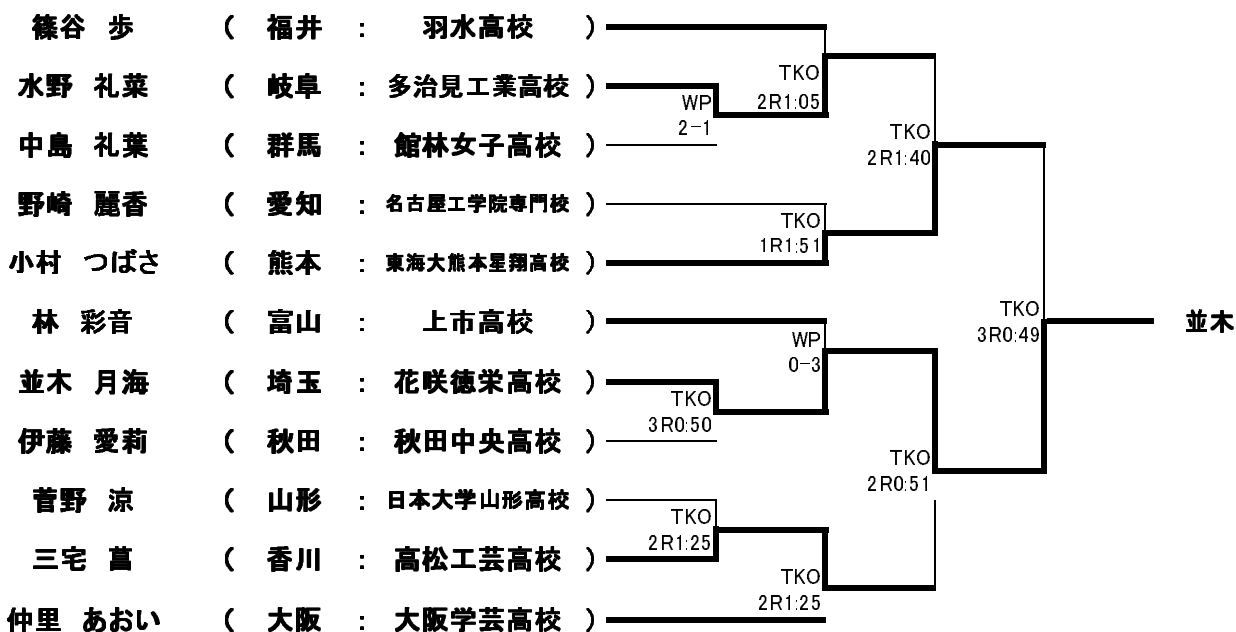 篠谷 歩 ( 福井 : 羽水高校 )
水野 礼菜 ( 岐阜 : 多治見工業高校 )
中島 礼葉 ( 群馬 : 館林女子高校 )
野崎 麗香 ( 愛知 : 名古屋工学院専門校 )
小村 つばさ ( 熊本 : 東海大熊本星翔高校 )
林 彩音 ( 富山 : 上市高校 )
並木 月海 ( 埼玉 : 花咲徳栄高校 )
伊藤 愛莉 ( 秋田 : 秋田中央高校 )
菅野 涼 ( 山形 : 日本大学山形高校 )
三宅 菖 ( 香川 : 高松工芸高校 )
仲里 あおい ( 大阪 : 大阪学芸高校 )
WP
2-1
TKO
3R0:50
TKO
2R1:25
TKO
2R1:05
TKO
1R1:51
WP
0-3
TKO
2R1:25
TKO
2R1:40
TKO
2R0:51
TKO
3R0:49
並木